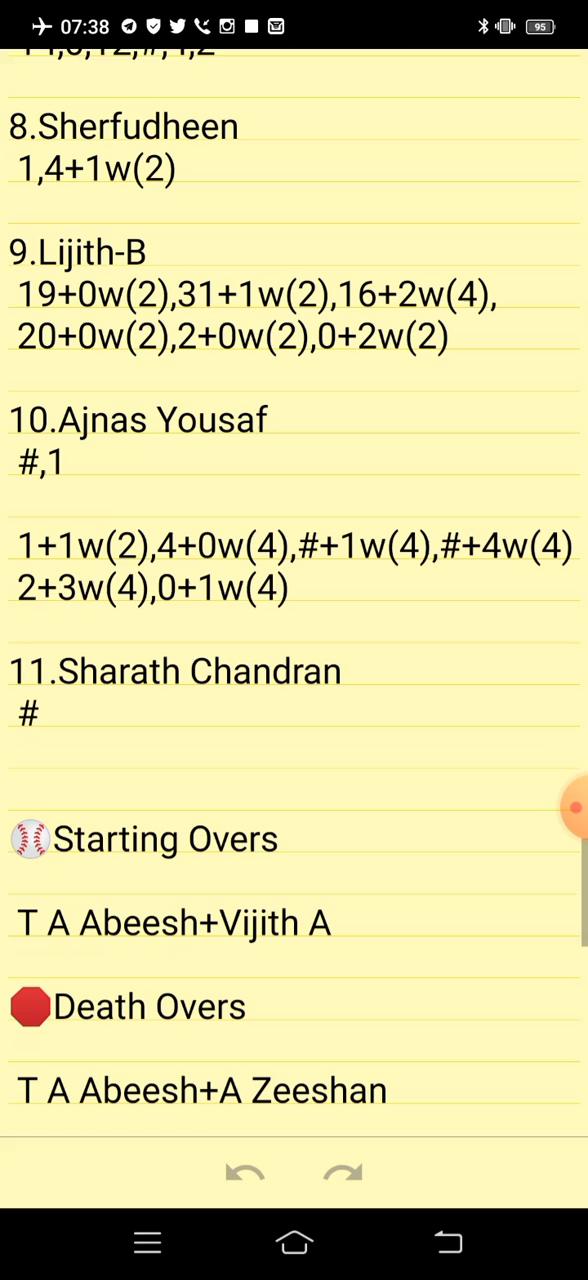 07:38
95
8.Sherfudheen
1,4+1w(2)
9.Lijith-B
19+0w(2),31+1w(2),16+2w(4),
20+0w(2),2+0w(2),0+2w(2)
10.Ajnas Yousaf
#,1
1+1w(2),4+0w(4),#+1w(4),#+4w(4)
2+3w(4),0+1w(4)
11.Sharath Chandran
#
Starting Overs
T A Abeesh+Vijith A
Death Overs
T A Abeesh+A Zeeshan